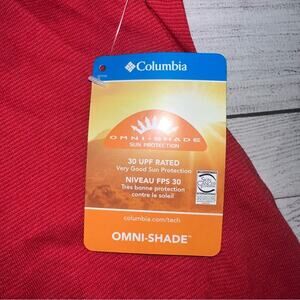 Columbia
OMNI-SHADE
SUN PROTECTION
30 UPF RATED
Very Good Sun Protection
NIVEAU FPS 30
Très bonne protection
contre le soleil
columbia.com/tech
OMNI-SHADE™